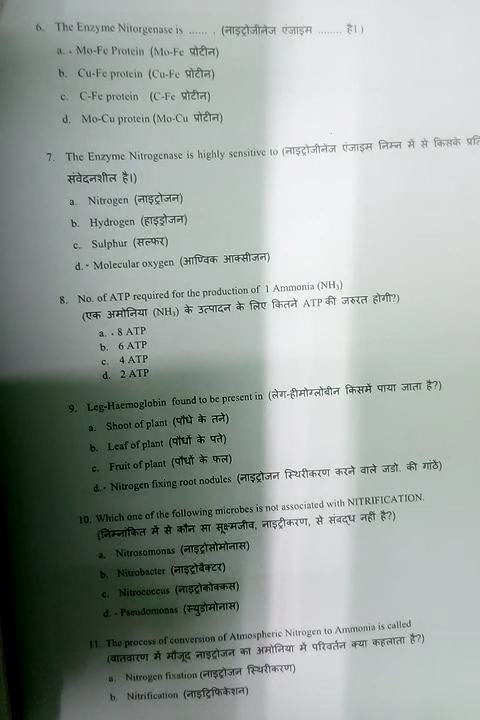 6. The Enzyme Nitorgenase is ...... . (नाइट्रोजीनेज एंजाइम ........ है। )
a. - Mo-Fe Protein (Mo-Fe प्रोटीन)
b. Cu-Fe protein (Cu-Fe प्रोटीन)
c. C-Fe protein (C-Fe प्रोटीन)
d. Mo-Cu protein (Mo-Cu प्रोटीन)
7. The Enzyme Nitrogenase is highly sensitive to (नाइट्रोजीनेज एंजाइम निम्न में से किसके प्रति
संवेदनशील है।)
a. Nitrogen (नाइट्रोजन)
b. Hydrogen (हाइड्रोजन)
c. Sulphur (सल्फर)
d. - Molecular oxygen (आण्विक आक्सीजन)
8. No. of ATP required for the production of 1 Ammonia (NH₃)
(एक अमोनिया (NH₃) के उत्पादन के लिए कितने ATP की जरुरत होगी?)
a. - 8 ATP
b. 6 ATP
c. 4 ATP
d. 2 ATP
9. Leg-Haemoglobin found to be present in (लेग-हीमोग्लोबीन किसमें पाया जाता है?)
a. Shoot of plant (पौधे के तने)
b. Leaf of plant (पौधों के पते)
c. Fruit of plant (पौधों के फल)
d. - Nitrogen fixing root nodules (नाइट्रोजन स्थिरीकरण करने वाले जडो. की गांठें)
10. Which one of the following microbes is not associated with NITRIFICATION.
(निम्नांकित में से कौन सा सूक्ष्मजीव, नाइट्रीकरण, से संबद्ध नहीं है?)
a. Nitrosomonas (नाइट्रोसोमोनास)
b. Nitrobacter (नाइट्रोबैक्टर)
c. Nitrococcus (नाइट्रोकोक्कस)
d. - Pseudomonas (स्युडोमोनास)
11. The process of conversion of Atmospheric Nitrogen to Ammonia is called
(वातवारण में मौजूद नाइट्रोजन का अमोनिया में परिवर्तन क्या कहलाता है?)
a. Nitrogen fixation (नाइट्रोजन स्थिरीकरण)
b. Nitrification (नाइट्रिफिकेशन)